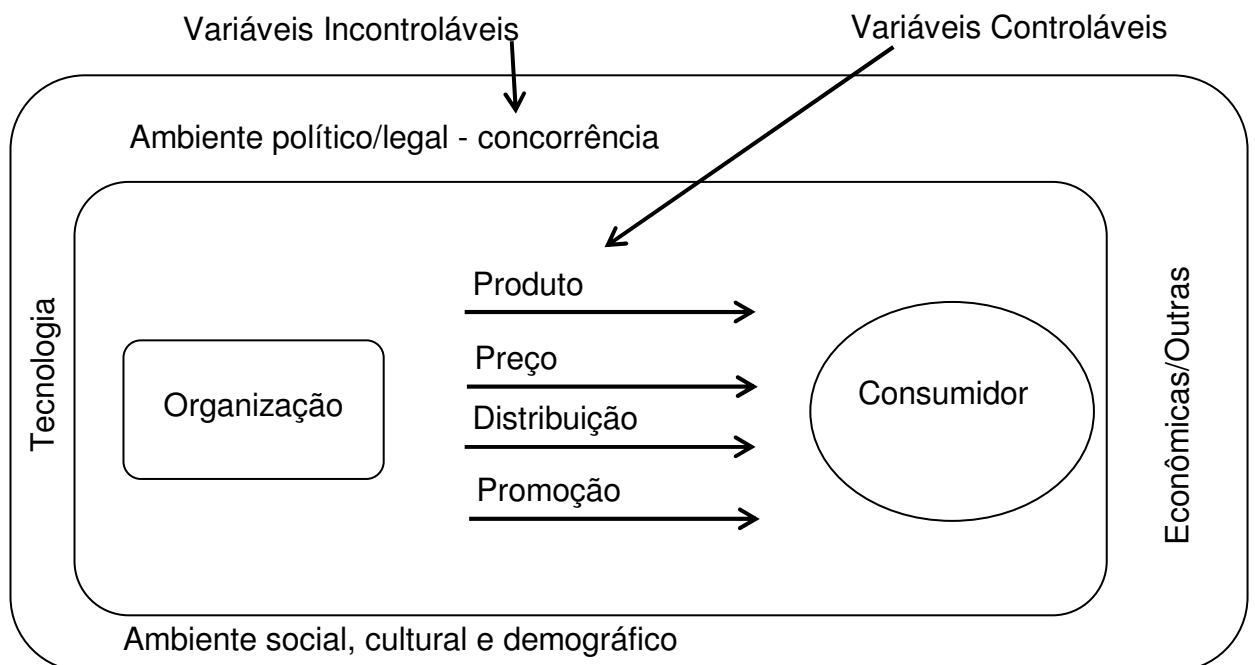 Variáveis Incontroláveis
Variáveis Controláveis
Ambiente político/legal - concorrência
Tecnologia
Organização
Produto
Preço
Distribuição
Promoção
Consumidor
Econômicas/Outras
Ambiente social, cultural e demográfico